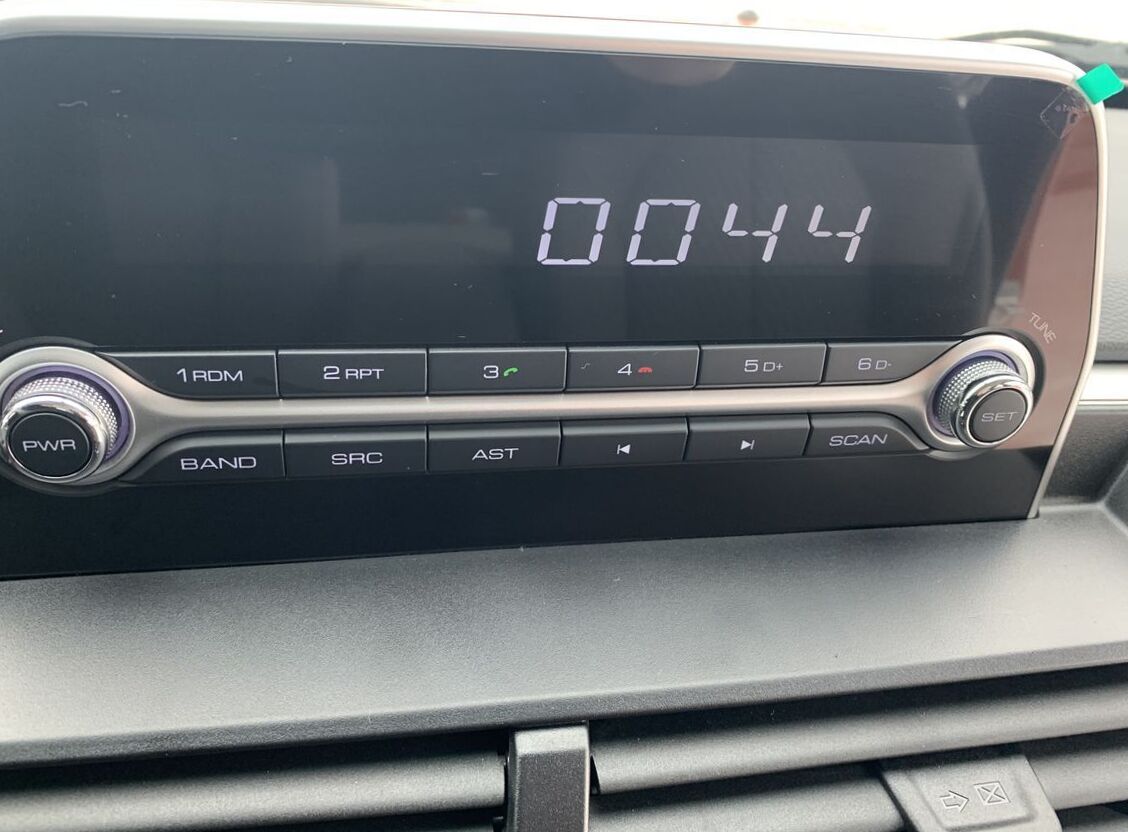 0044
TUNE
1 RDM 2 RPT 3 4 5 D+ 6 D-
PWR SET
BAND SRC AST SCAN